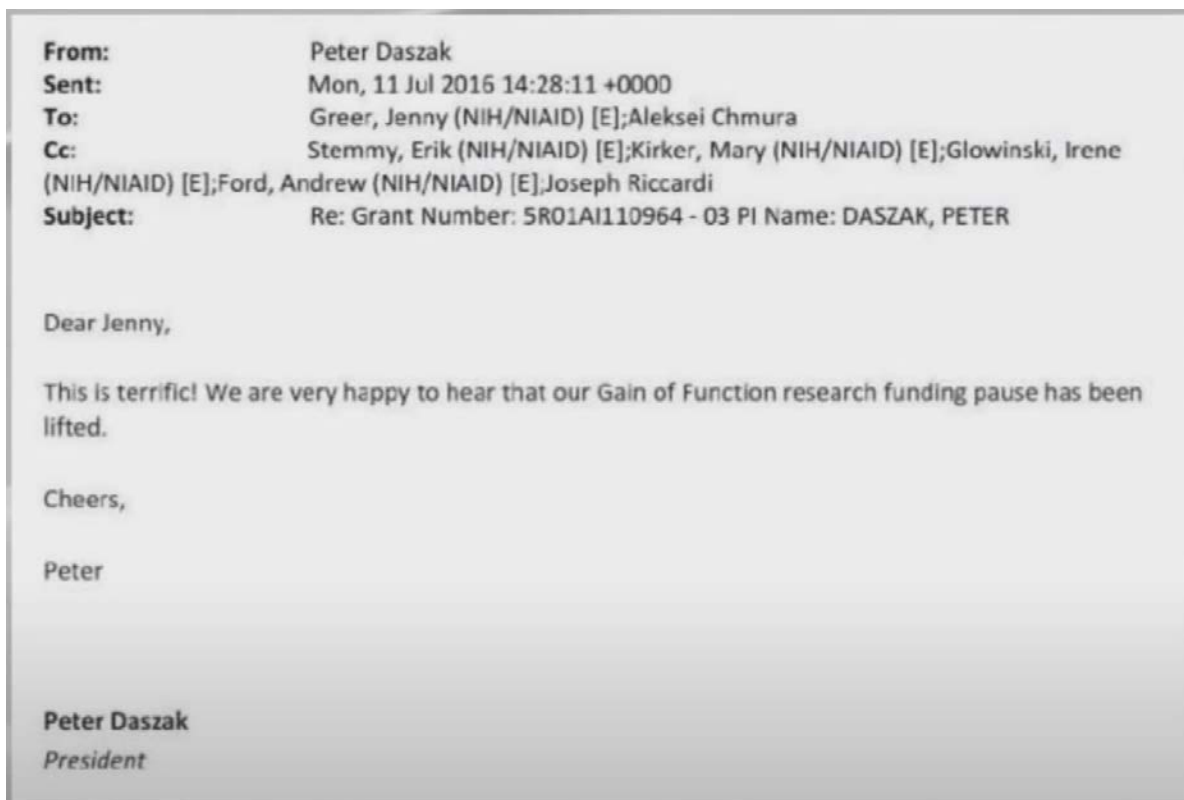 From: Peter Daszak
Sent: Mon, 11 Jul 2016 14:28:11 +0000
To: Greer, Jenny (NIH/NIAID) [E];Aleksei Chmura
Cc: Stemmy, Erik (NIH/NIAID) [E];Kirker, Mary (NIH/NIAID) [E];Glowinski, Irene
(NIH/NIAID) [E];Ford, Andrew (NIH/NIAID) [E];Joseph Riccardi
Subject: Re: Grant Number: 5R01AI110964 - 03 PI Name: DASZAK, PETER
Dear Jenny,
This is terrific! We are very happy to hear that our Gain of Function research funding pause has been
lifted.
Cheers,
Peter
Peter Daszak
President